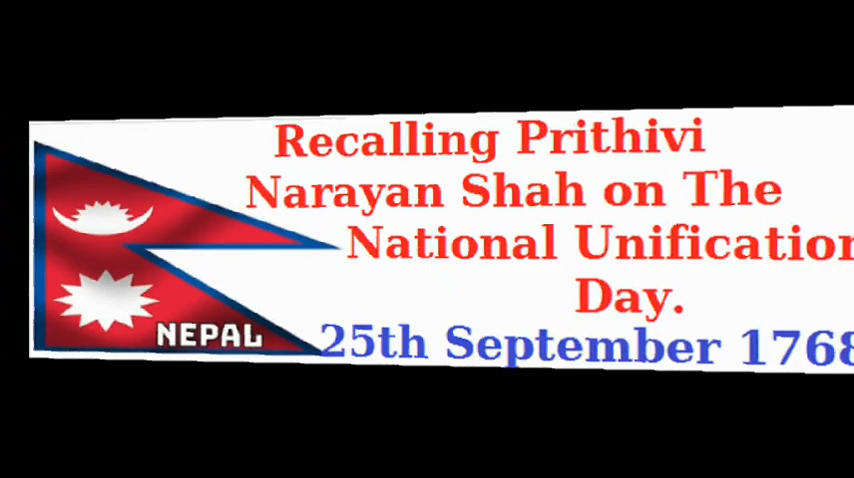 Recalling Prithivi
Narayan Shah on The
National Unification
Day.
25th September 1768
NEPAL